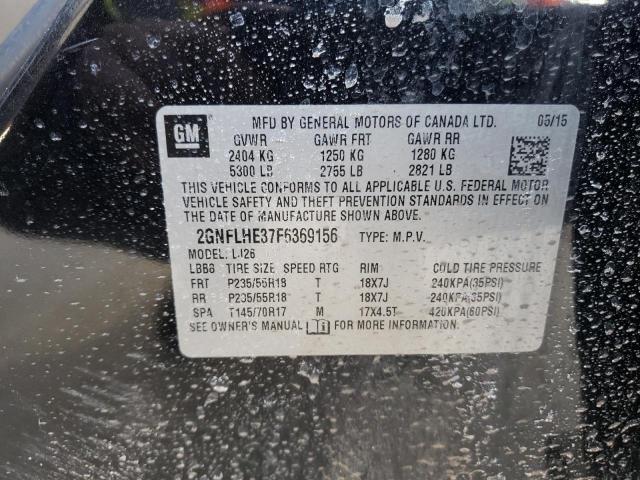 GM
MFD BY GENERAL MOTORS OF CANADA LTD. 05/15
GVWR GAWR FRT GAWR RR
2404 KG 1250 KG 1280 KG
5300 LB 2755 LB 2821 LB
THIS VEHICLE CONFORMS TO ALL APPLICABLE U.S. FEDERAL MOTOR
VEHICLE SAFETY AND THEFT PREVENTION STANDARDS IN EFFECT ON
DATE OF MANUFACTURE SHOWN ABOVE.
2GNFLHE37F6369156 TYPE: M.P.V.
MODEL: LJ26
LBBB TIRE SIZE SPEED RTG RIM COLD TIRE PRESSURE
FRT P235/55R18 T 18X7J 240KPA(35PSI)
RR P235/55R18 T 18X7J 240KPA(35PSI)
SPA T145/70R17 M 17X4.5T 420KPA(60PSI)
SEE OWNER'S MANUAL FOR MORE INFORMATION.